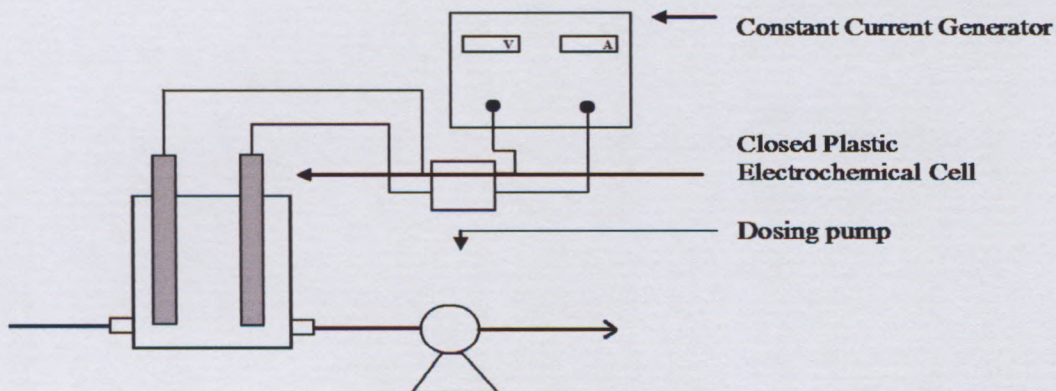 V
A
Constant Current Generator
Closed Plastic
Electrochemical Cell
Dosing pump